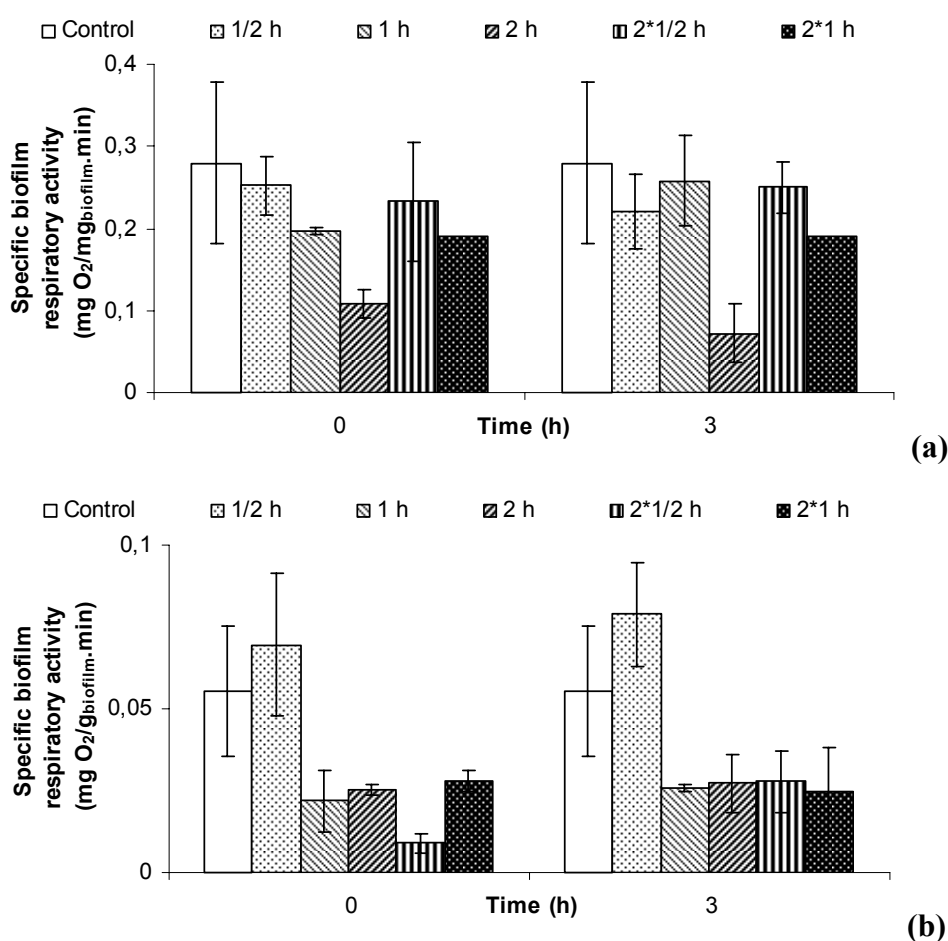 Control 1/2 h 1 h 2 h 2*1/2 h 2*1 h
Specific biofilm
respiratory activity
(mg O2/mgbiofilm.min)
0,4
0,3
0,2
0,1
0
0 Time (h) 3
(a)
Control 1/2 h 1 h 2 h 2*1/2 h 2*1 h
Specific biofilm
respiratory activity
(mg O2/gbiofilm.min)
0,1
0,05
0
0 Time (h) 3
(b)